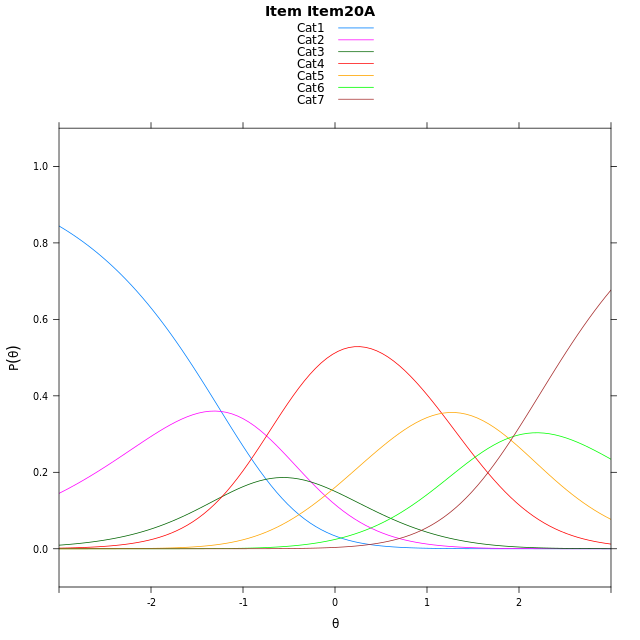 Item Item20A
Cat1
Cat2
Cat3
Cat4
Cat5
Cat6
Cat7
1.0
0.8
0.6
0.4
0.2
0.0
P(θ)
-2 -1 0 1 2
θ